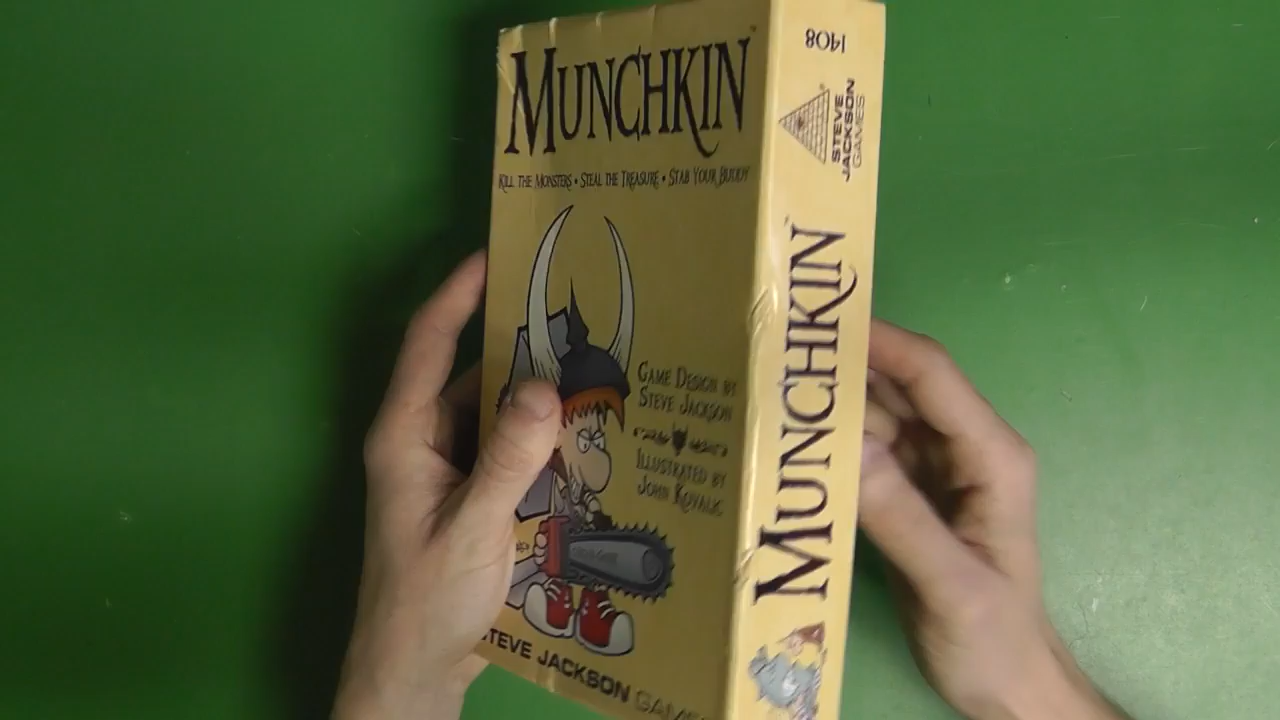 MUNCHKIN
KILL THE MONSTERS • STEAL THE TREASURE • STAB YOUR BUDDY
GAME DESIGN BY
STEVE JACKSON
ILLUSTRATED BY
JOHN KOVALIC
STEVE JACKSON GAMES
1408
STEVE
JACKSON
GAMES
MUNCHKIN